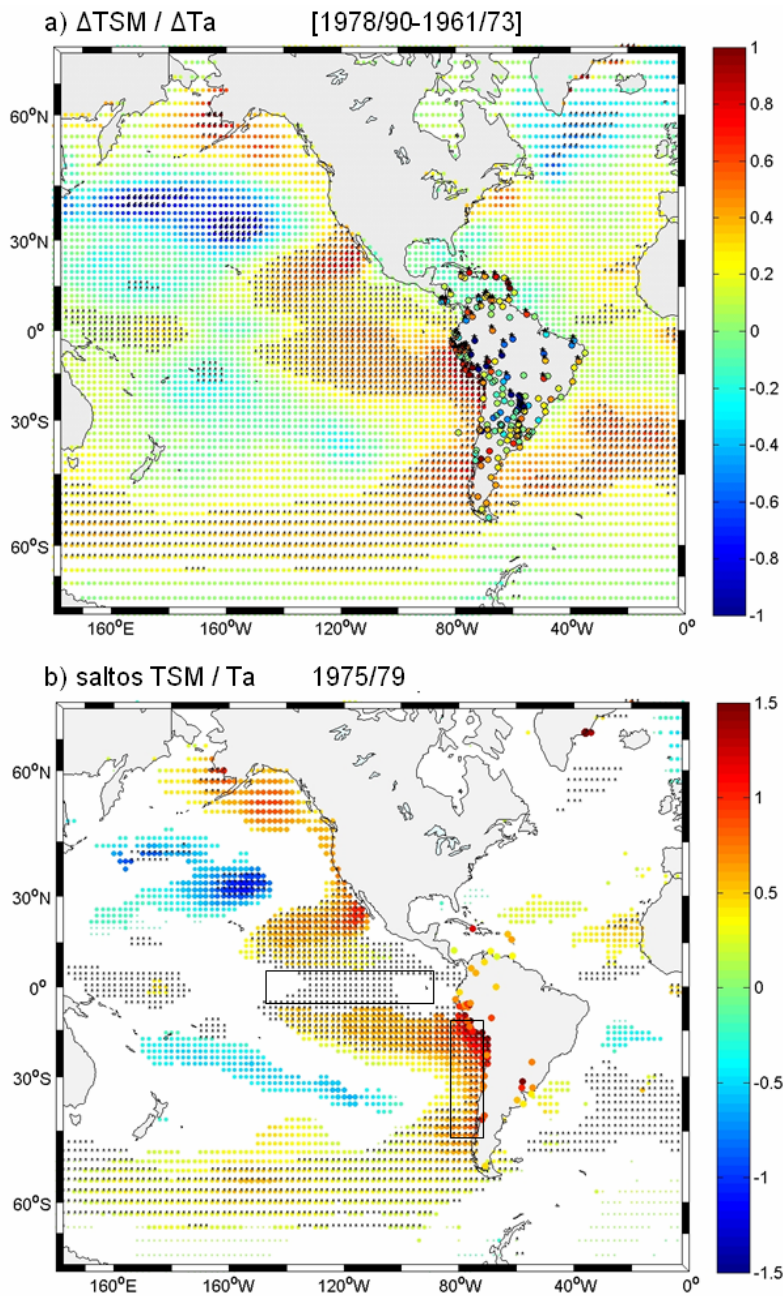 a) ΔTSM / ΔTa [1978/90-1961/73]
1
0.8
0.6
0.4
0.2
0
-0.2
-0.4
-0.6
-0.8
-1
60°N
30°N
0°
30°S
60°S
160°E 160°W 120°W 80°W 40°W 0°
b) saltos TSM / Ta 1975/79
1.5
1
0.5
0
-0.5
-1
-1.5
60°N
30°N
0°
30°S
60°S
160°E 160°W 120°W 80°W 40°W 0°